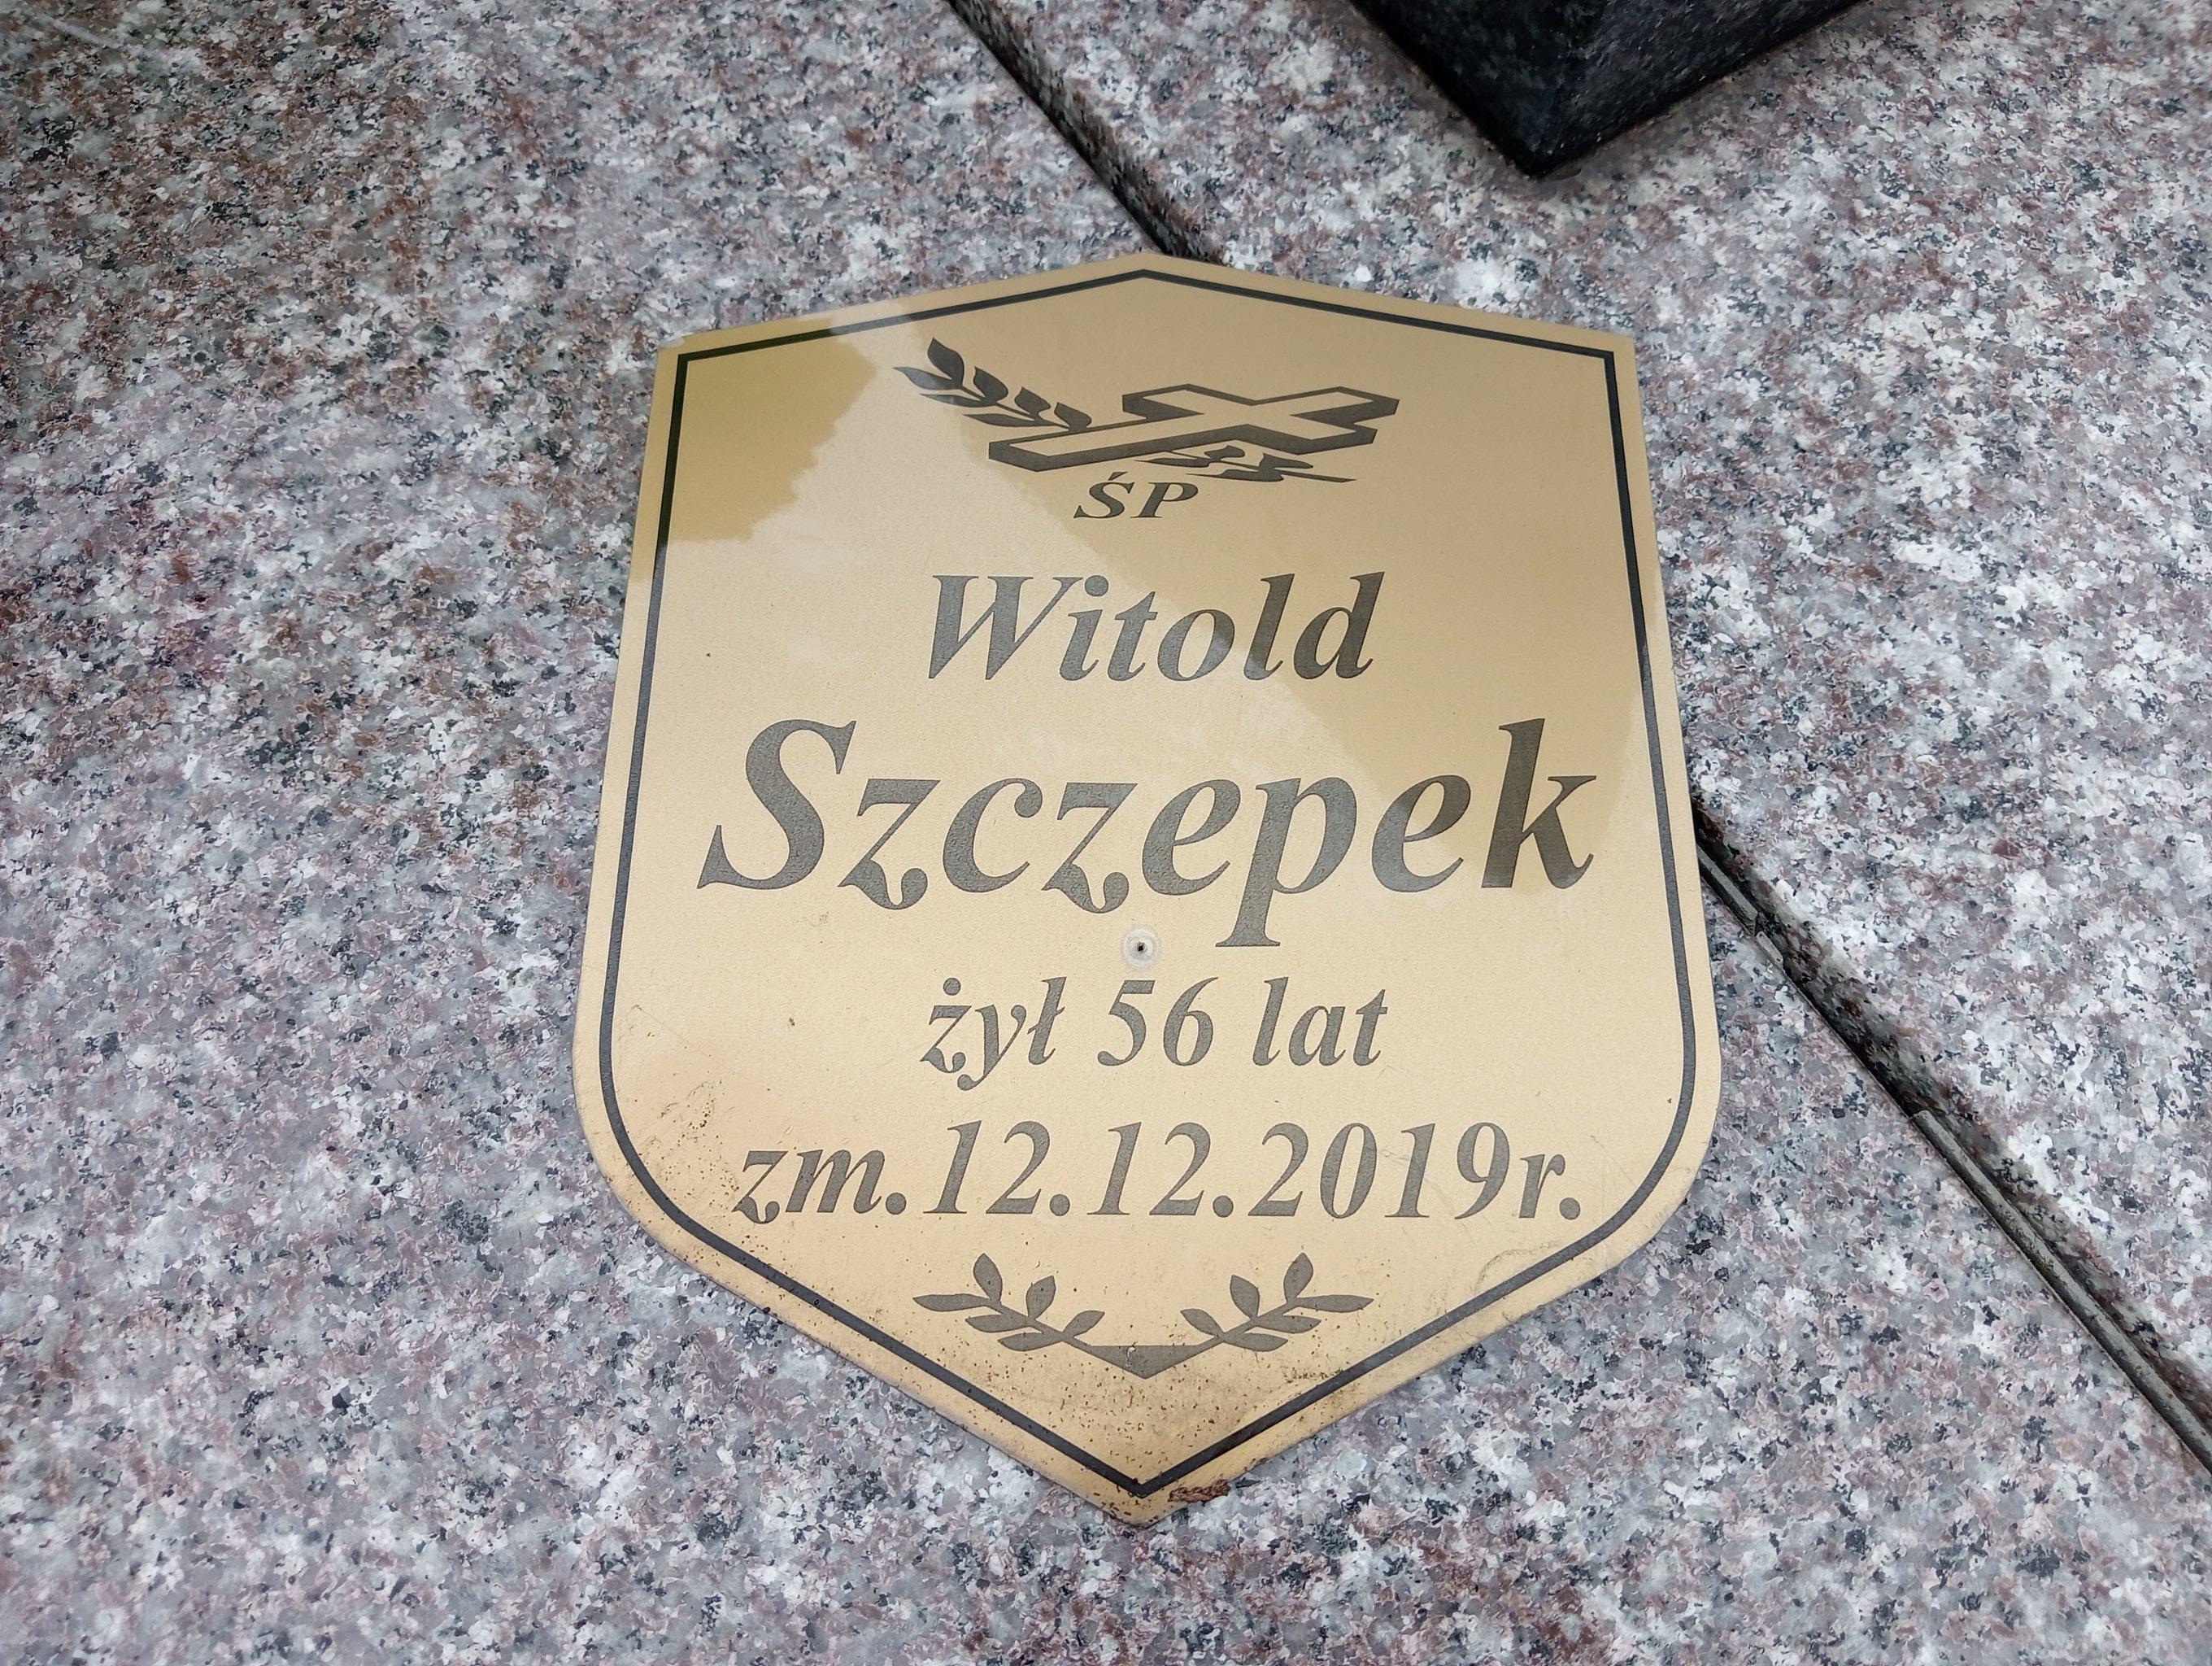 ŚP
Witold
Szczepek
żył 56 lat
zm.12.12.2019r.